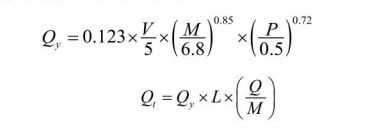 Q_y = 0.123 × V/5 × (M/6.8)^0.85 × (P/0.5)^0.72
Q_t = Q_y × L × (Q/M)